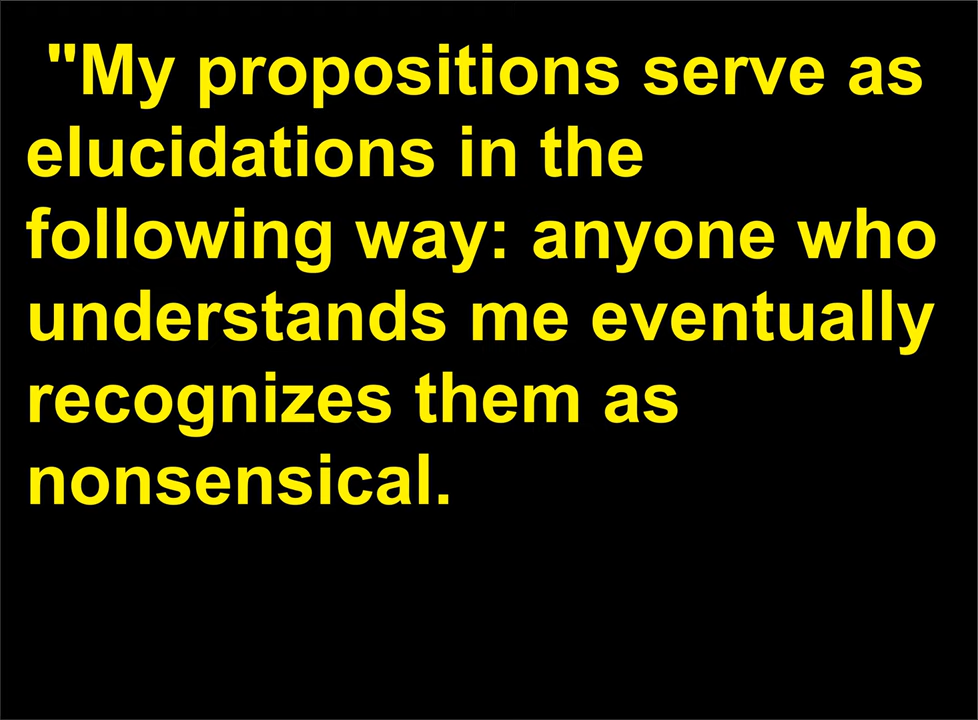 "My propositions serve as
elucidations in the
following way: anyone who
understands me eventually
recognizes them as
nonsensical.